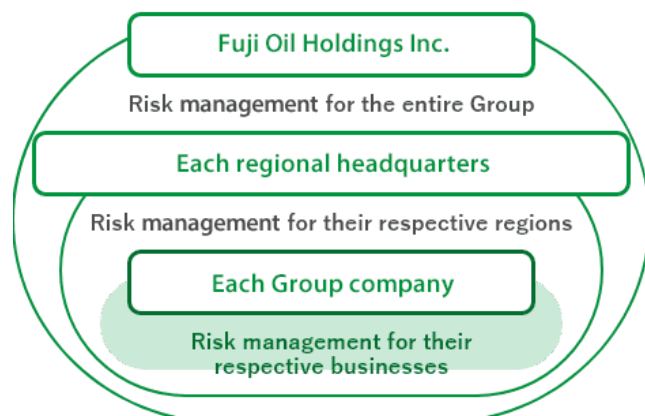 Fuji Oil Holdings Inc.
Risk management for the entire Group
Each regional headquarters
Risk management for their respective regions
Each Group company
Risk management for their
respective businesses